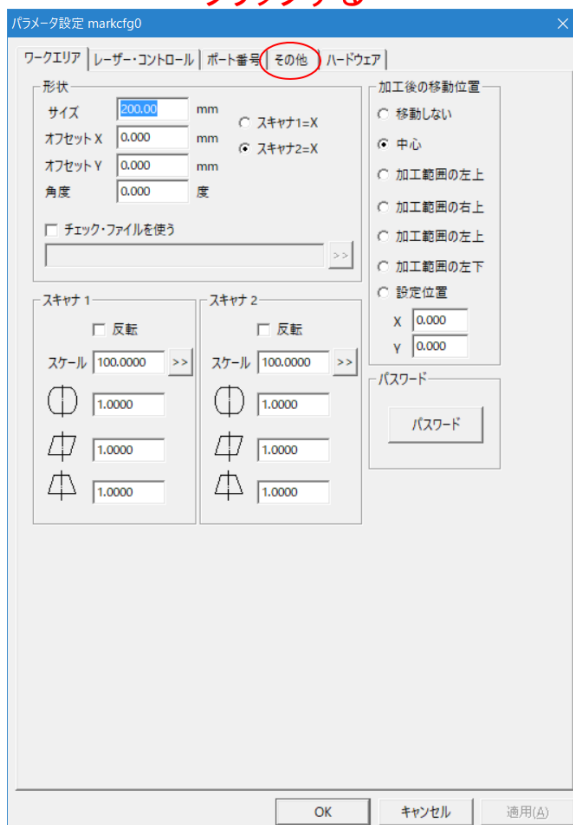 クリックする
パラメータ設定 markcfg0
ワークエリア レーザー・コントロール ポート番号 その他 ハードウェア
形状
サイズ 200.00 mm
オフセット X 0.000 mm
オフセット Y 0.000 mm
角度 0.000 度
スキャナ1=X
スキャナ2=X
チェック・ファイルを使う
>>
加工後の移動位置
移動しない
中心
加工範囲の左上
加工範囲の右上
加工範囲の左上
加工範囲の左下
設定位置
X 0.000
Y 0.000
スキャナ 1
反転
スケール 100.0000 >>
1.0000
1.0000
1.0000
スキャナ 2
反転
スケール 100.0000 >>
1.0000
1.0000
1.0000
パスワード
パスワード
OK キャンセル 適用(A)